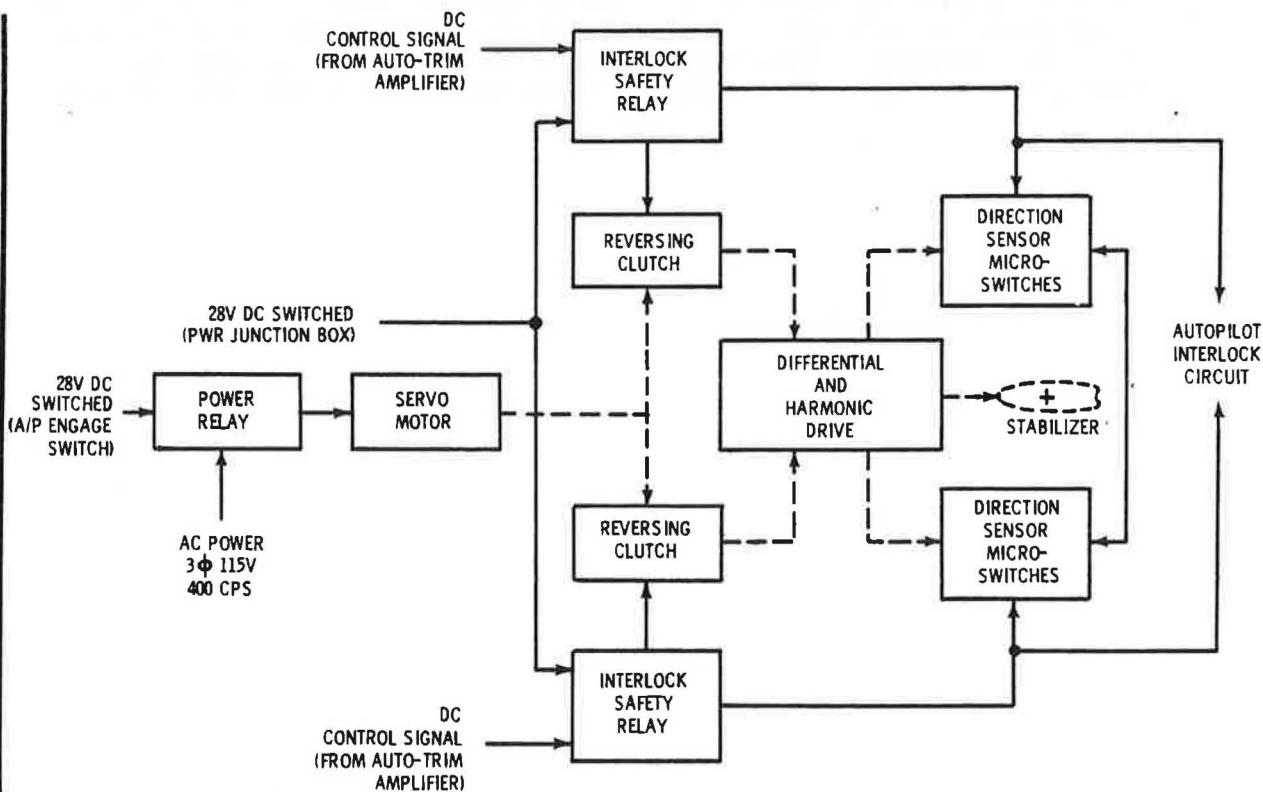 DC
CONTROL SIGNAL
(FROM AUTO-TRIM
AMPLIFIER)
INTERLOCK
SAFETY
RELAY
REVERSING
CLUTCH
DIRECTION
SENSOR
MICRO-
SWITCHES
28V DC SWITCHED
(PWR JUNCTION BOX)
AUTOPILOT
INTERLOCK
CIRCUIT
28V DC
SWITCHED
(A/P ENGAGE
SWITCH)
POWER
RELAY
SERVO
MOTOR
DIFFERENTIAL
AND
HARMONIC
DRIVE
STABILIZER
AC POWER
3ϕ 115V
400 CPS
REVERSING
CLUTCH
DIRECTION
SENSOR
MICRO-
SWITCHES
INTERLOCK
SAFETY
RELAY
DC
CONTROL SIGNAL
(FROM AUTO-TRIM
AMPLIFIER)